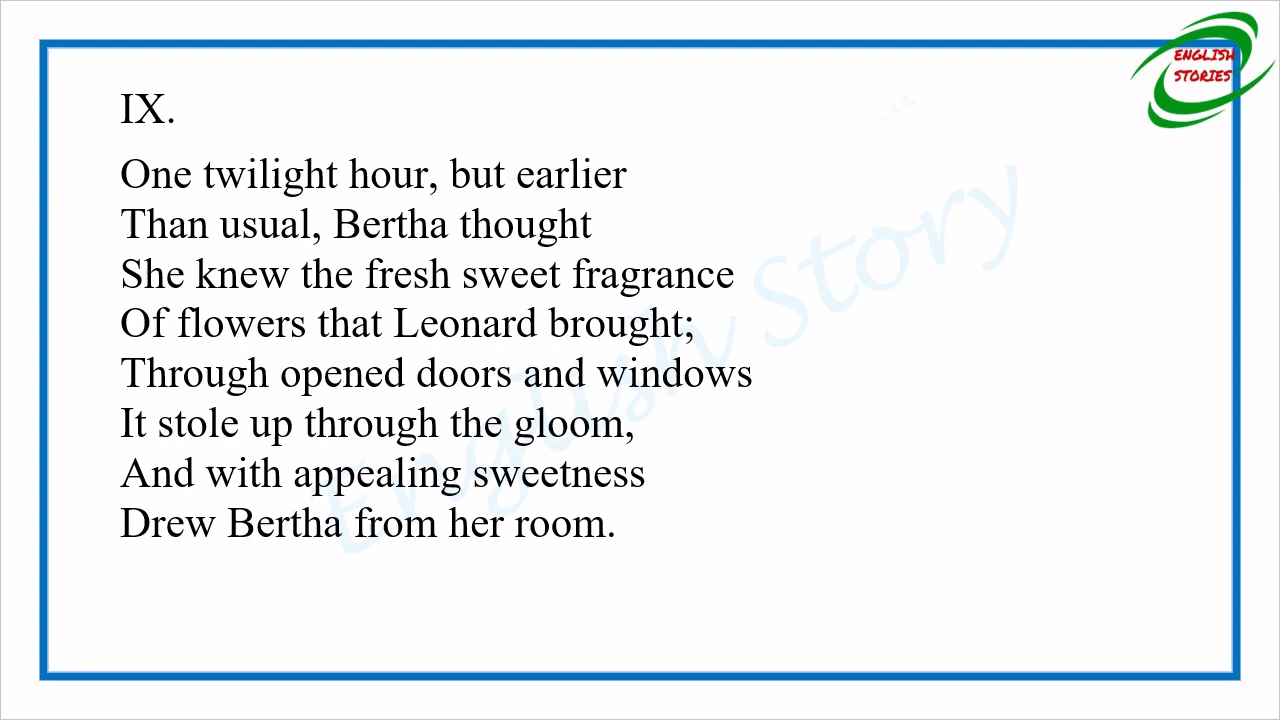 ENGLISH
STORIES
IX.
One twilight hour, but earlier
Than usual, Bertha thought
She knew the fresh sweet fragrance
Of flowers that Leonard brought;
Through opened doors and windows
It stole up through the gloom,
And with appealing sweetness
Drew Bertha from her room.
English Story